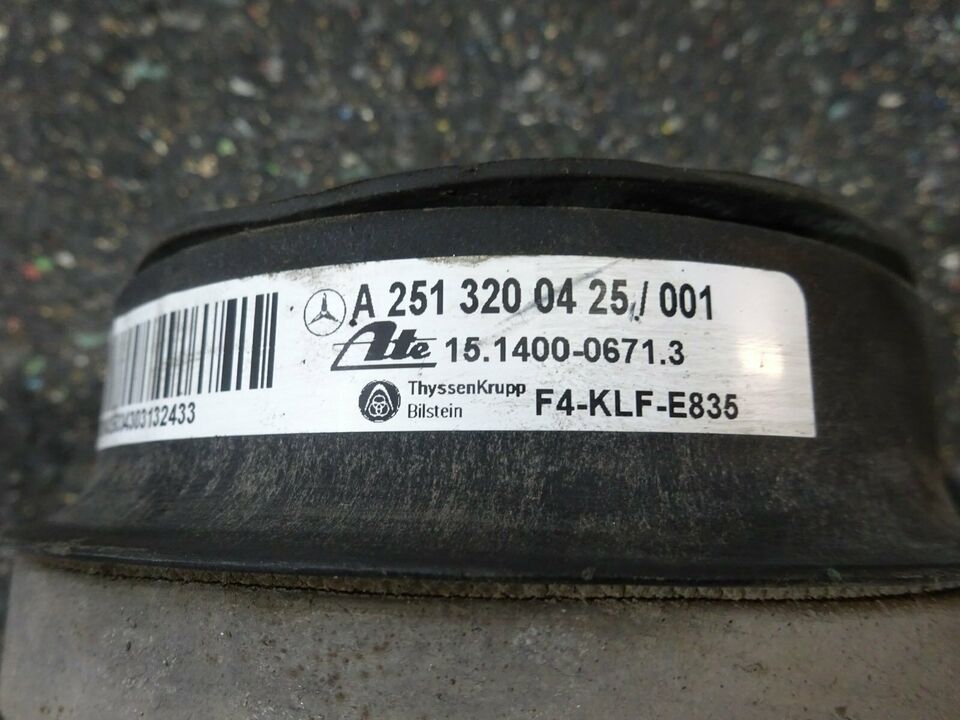 A 251 320 04 25 / 001
Ate 15.1400-0671.3
ThyssenKrupp
Bilstein
F4-KLF-E835